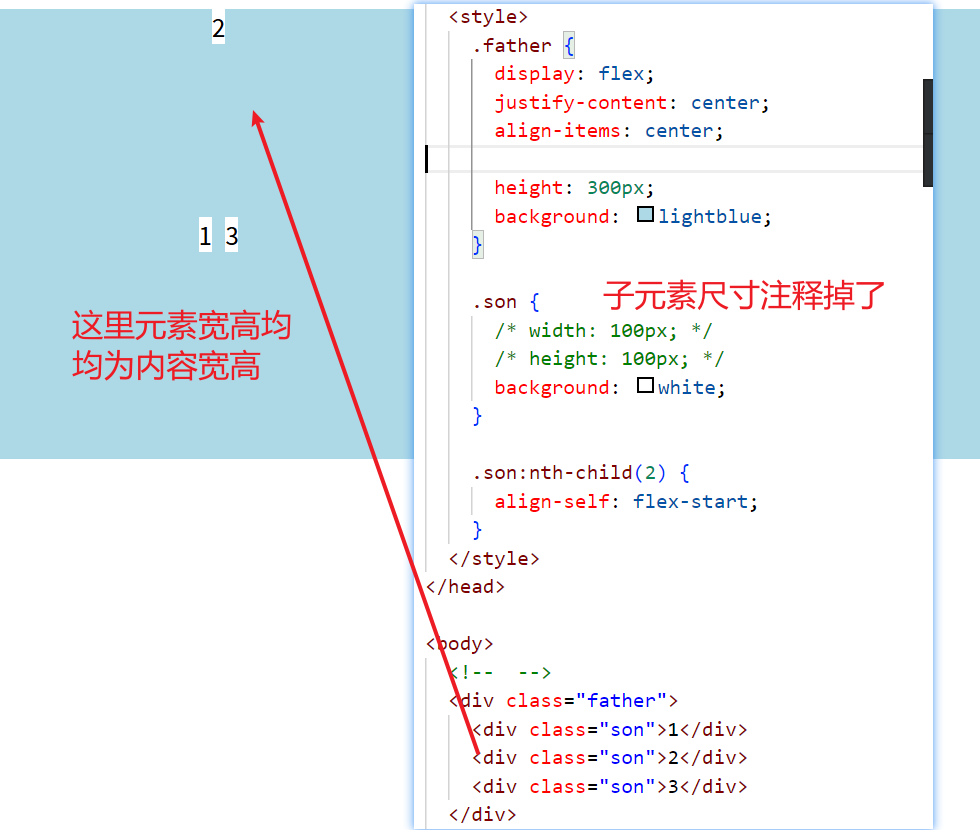 2
1 3
这里元素宽高均
均为内容宽高
<style>
.father {
display: flex;
justify-content: center;
align-items: center;
height: 300px;
background: lightblue;
}
子元素尺寸注释掉了
.son {
/* width: 100px; */
/* height: 100px; */
background: white;
}
.son:nth-child(2) {
align-self: flex-start;
}
</style>
</head>
<body>
<!-- -->
<div class="father">
<div class="son">1</div>
<div class="son">2</div>
<div class="son">3</div>
</div>